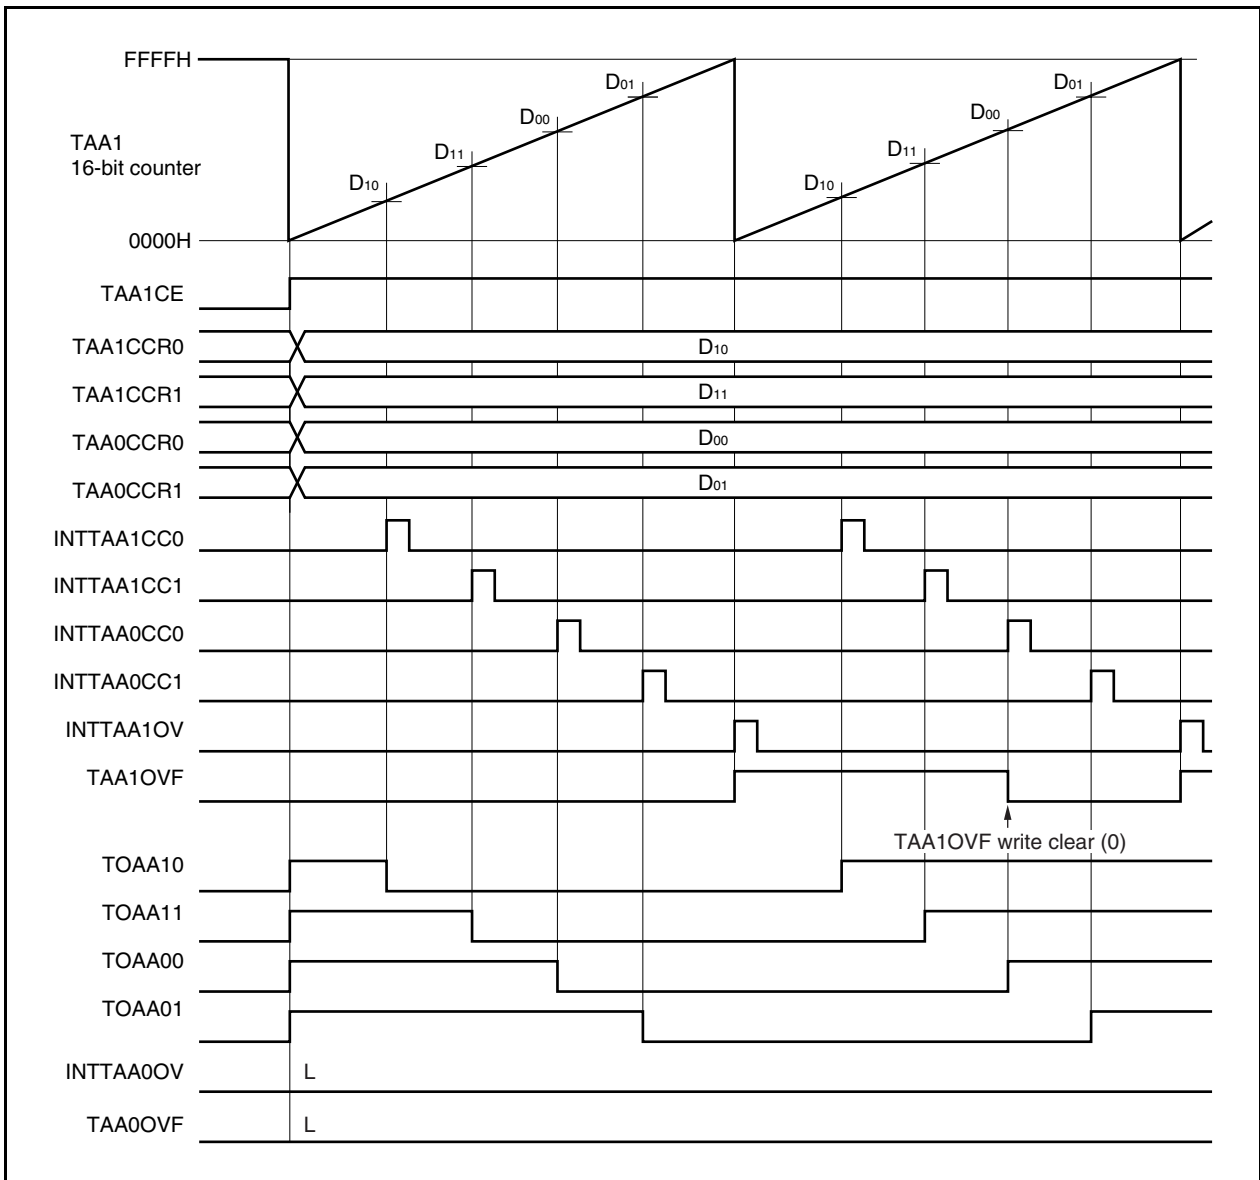 FFFFH
D01
D01
D00
D00
TAA1
16-bit counter
D11
D11
D10
D10
0000H
TAA1CE
TAA1CCR0
D10
TAA1CCR1
D11
TAA0CCR0
D00
TAA0CCR1
D01
INTTAA1CC0
INTTAA1CC1
INTTAA0CC0
INTTAA0CC1
INTTAA1OV
TAA1OVF
TAA1OVF write clear (0)
TOAA10
TOAA11
TOAA00
TOAA01
INTTAA0OV
L
TAA0OVF
L